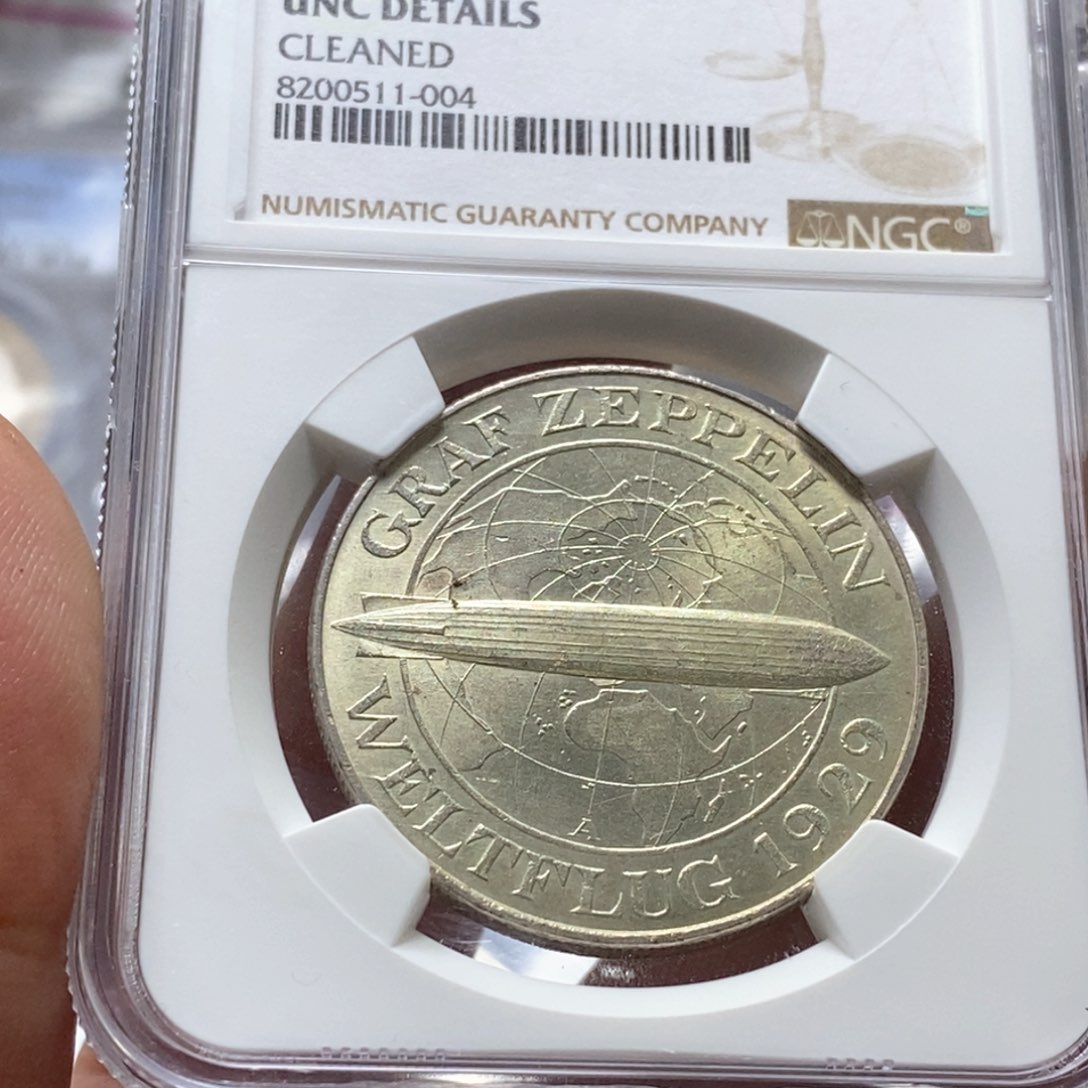 UNC DETAILS
CLEANED
8200511-004
NUMISMATIC GUARANTY COMPANY
NGC®
GRAF ZEPPELIN
WELTFLUG 1929
A